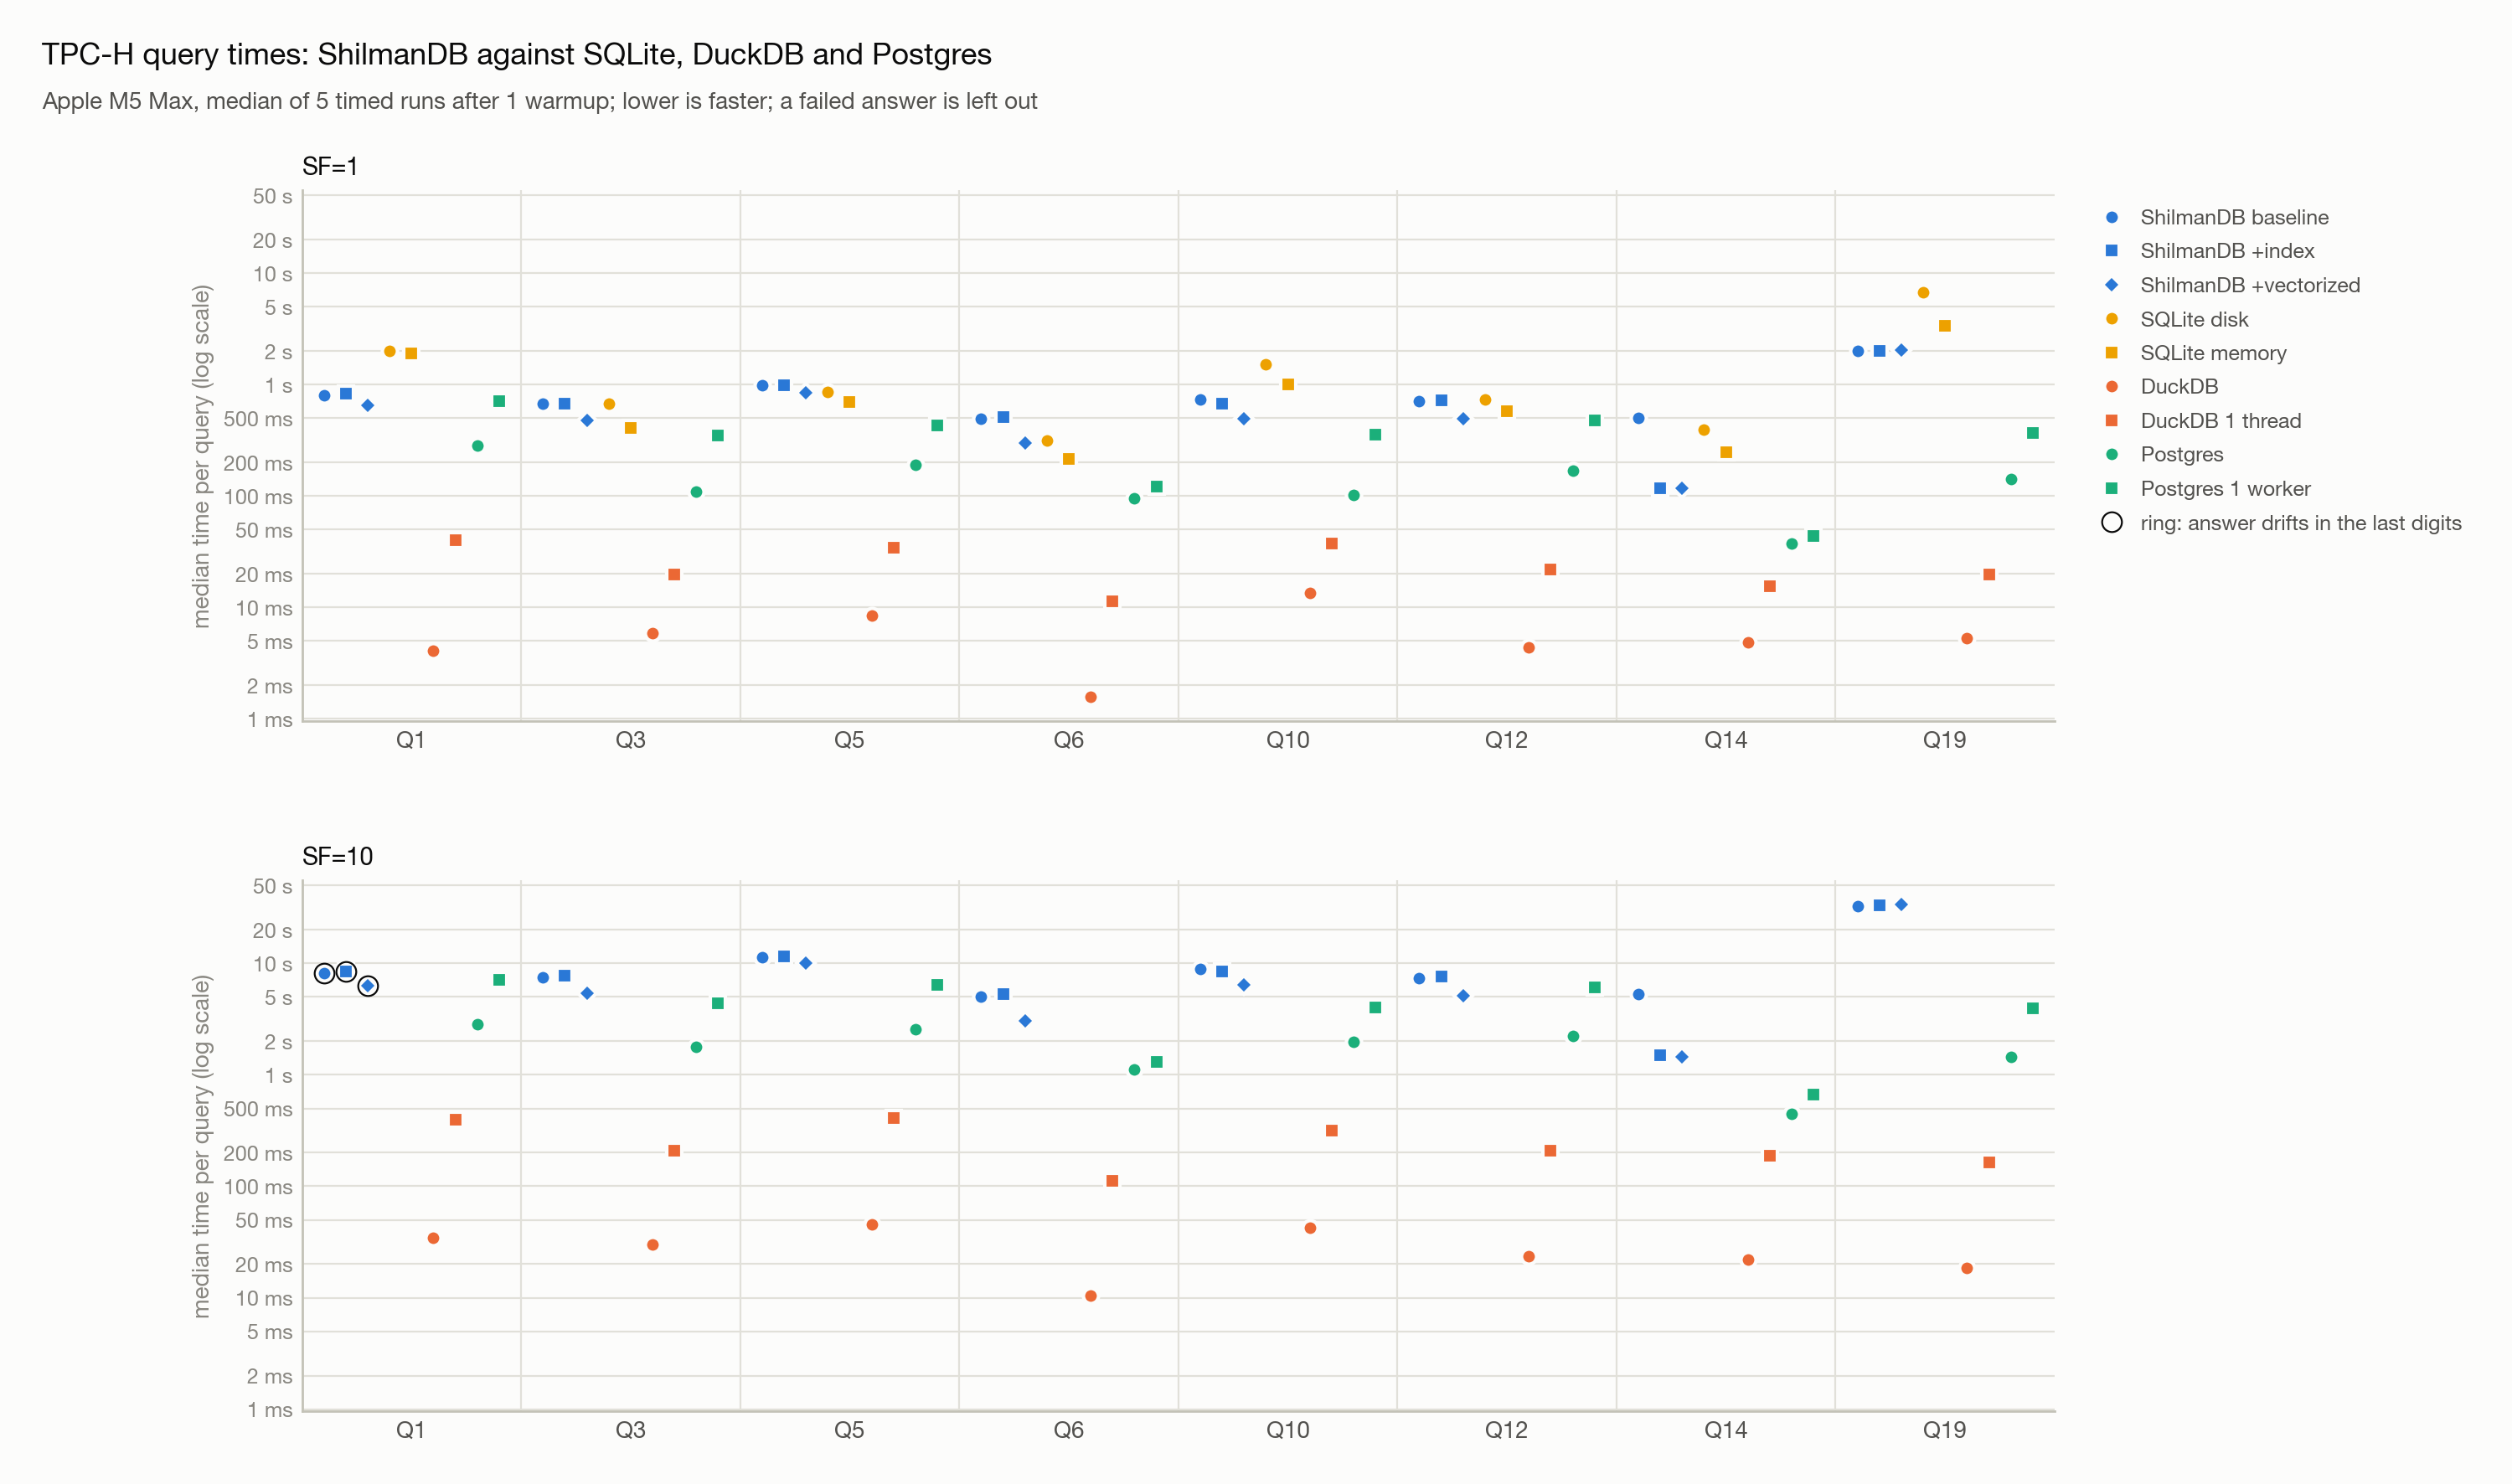 TPC-H query times: ShilmanDB against SQLite, DuckDB and Postgres
Apple M5 Max, median of 5 timed runs after 1 warmup; lower is faster; a failed answer is left out
SF=1
median time per query (log scale)
50 s
20 s
10 s
5 s
2 s
1 s
500 ms
200 ms
100 ms
50 ms
20 ms
10 ms
5 ms
2 ms
1 ms
Q1 Q3 Q5 Q6 Q10 Q12 Q14 Q19
ShilmanDB baseline
ShilmanDB +index
ShilmanDB +vectorized
SQLite disk
SQLite memory
DuckDB
DuckDB 1 thread
Postgres
Postgres 1 worker
ring: answer drifts in the last digits
SF=10
median time per query (log scale)
50 s
20 s
10 s
5 s
2 s
1 s
500 ms
200 ms
100 ms
50 ms
20 ms
10 ms
5 ms
2 ms
1 ms
Q1 Q3 Q5 Q6 Q10 Q12 Q14 Q19